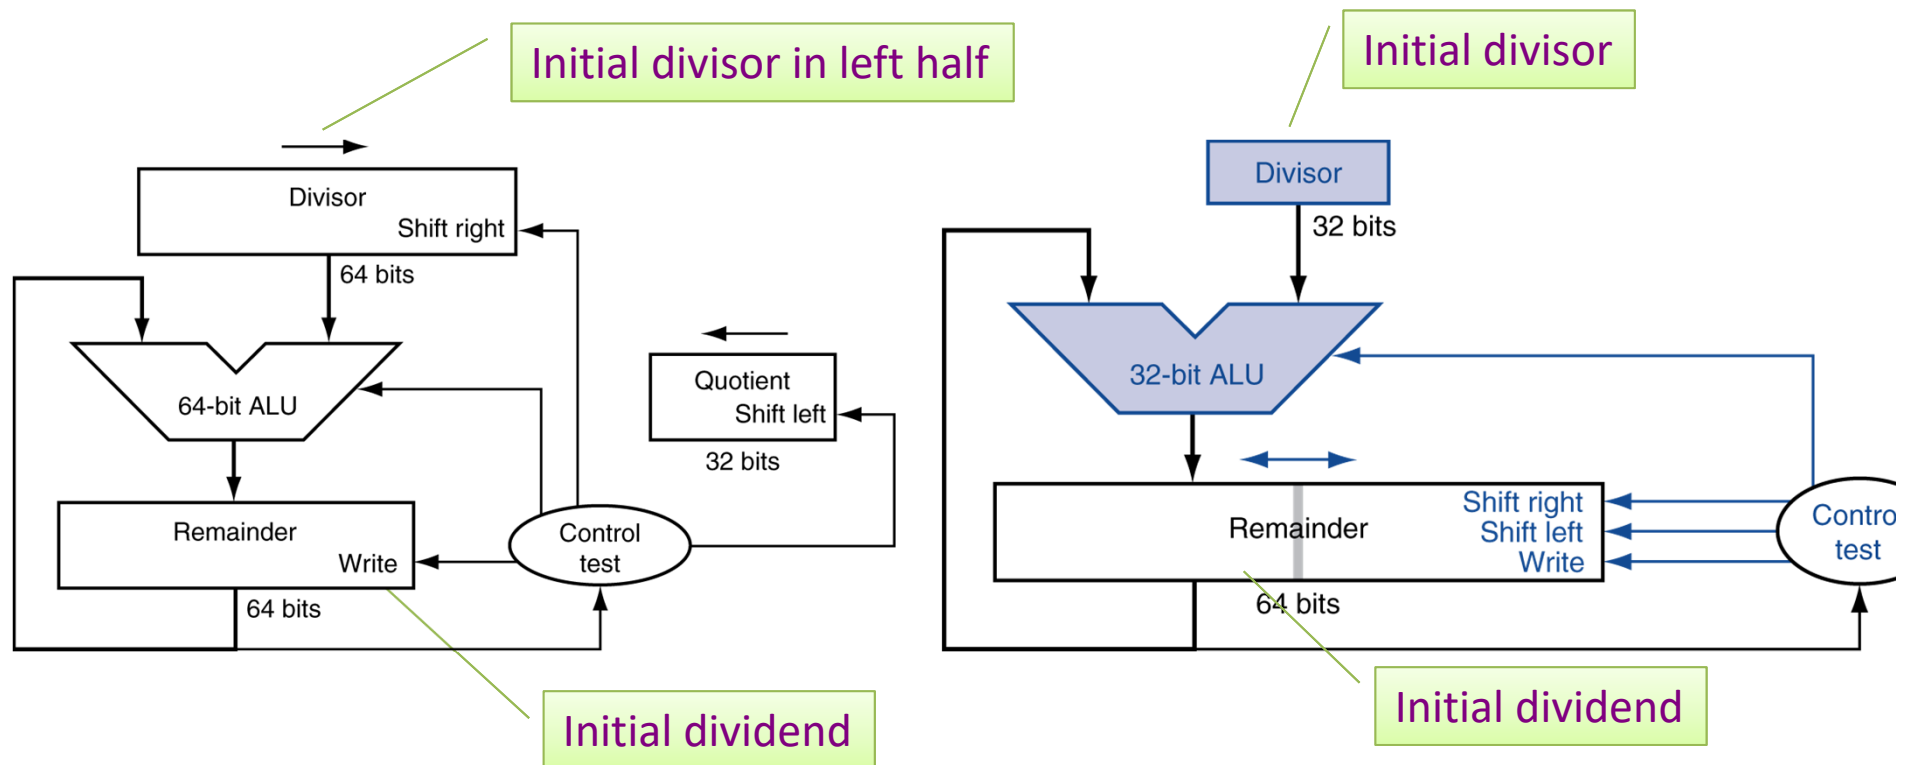 Initial divisor in left half
Divisor
Shift right
64 bits
64-bit ALU
Quotient
Shift left
32 bits
Remainder
Write
64 bits
Control
test
Initial dividend
Initial divisor
Divisor
32 bits
32-bit ALU
Remainder
Shift right
Shift left
Write
64 bits
Contro
test
Initial dividend